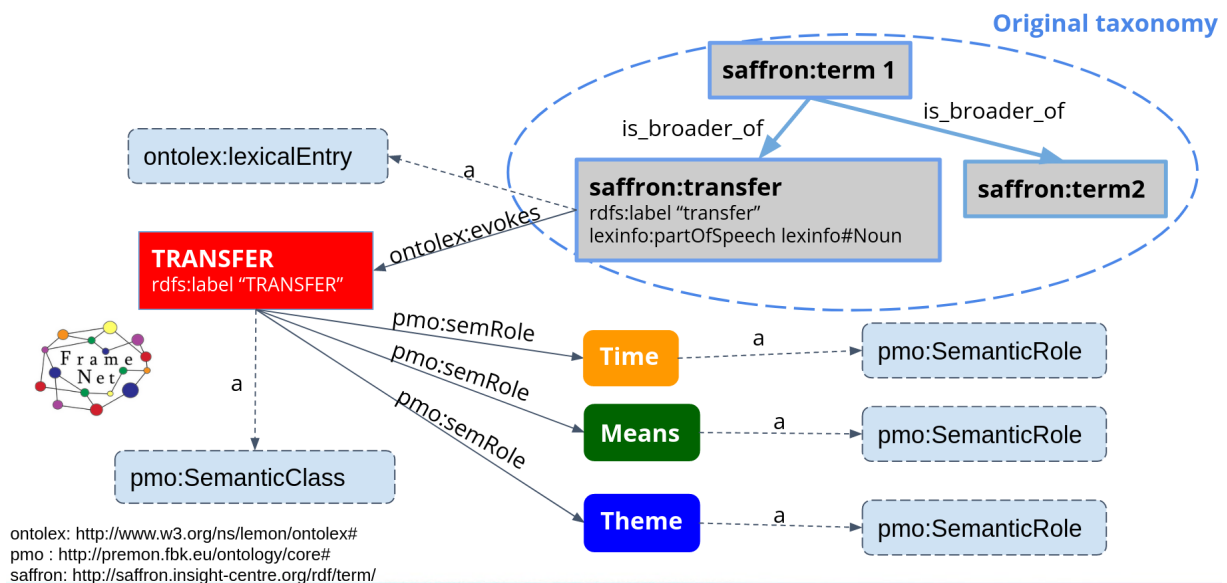 Original taxonomy
saffron:term 1
is_broader_of
is_broader_of
ontolex:lexicalEntry
a
saffron:transfer
rdfs:label “transfer”
lexinfo:partOfSpeech lexinfo#Noun
saffron:term2
ontolex:evokes
TRANSFER
rdfs:label “TRANSFER”
Frame
Net
a
pmo:semRole
Time
a
pmo:SemanticRole
pmo:semRole
Means
a
pmo:SemanticRole
pmo:semRole
Theme
a
pmo:SemanticRole
pmo:SemanticClass
ontolex: http://www.w3.org/ns/lemon/ontolex#
pmo : http://premon.fbk.eu/ontology/core#
saffron: http://saffron.insight-centre.org/rdf/term/